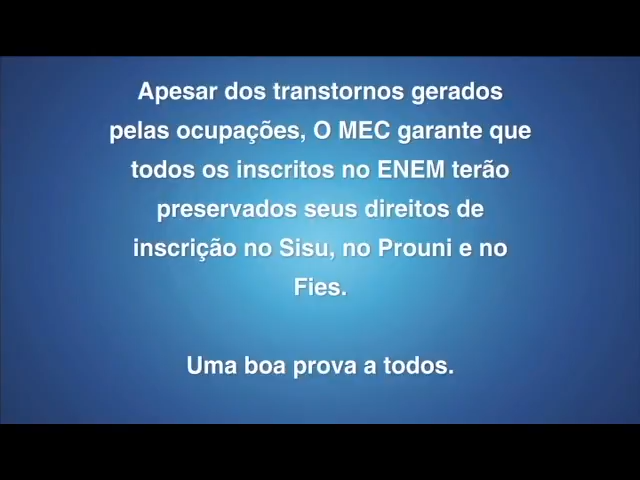 Apesar dos transtornos gerados
pelas ocupações, O MEC garante que
todos os inscritos no ENEM terão
preservados seus direitos de
inscrição no Sisu, no Prouni e no
Fies.
Uma boa prova a todos.